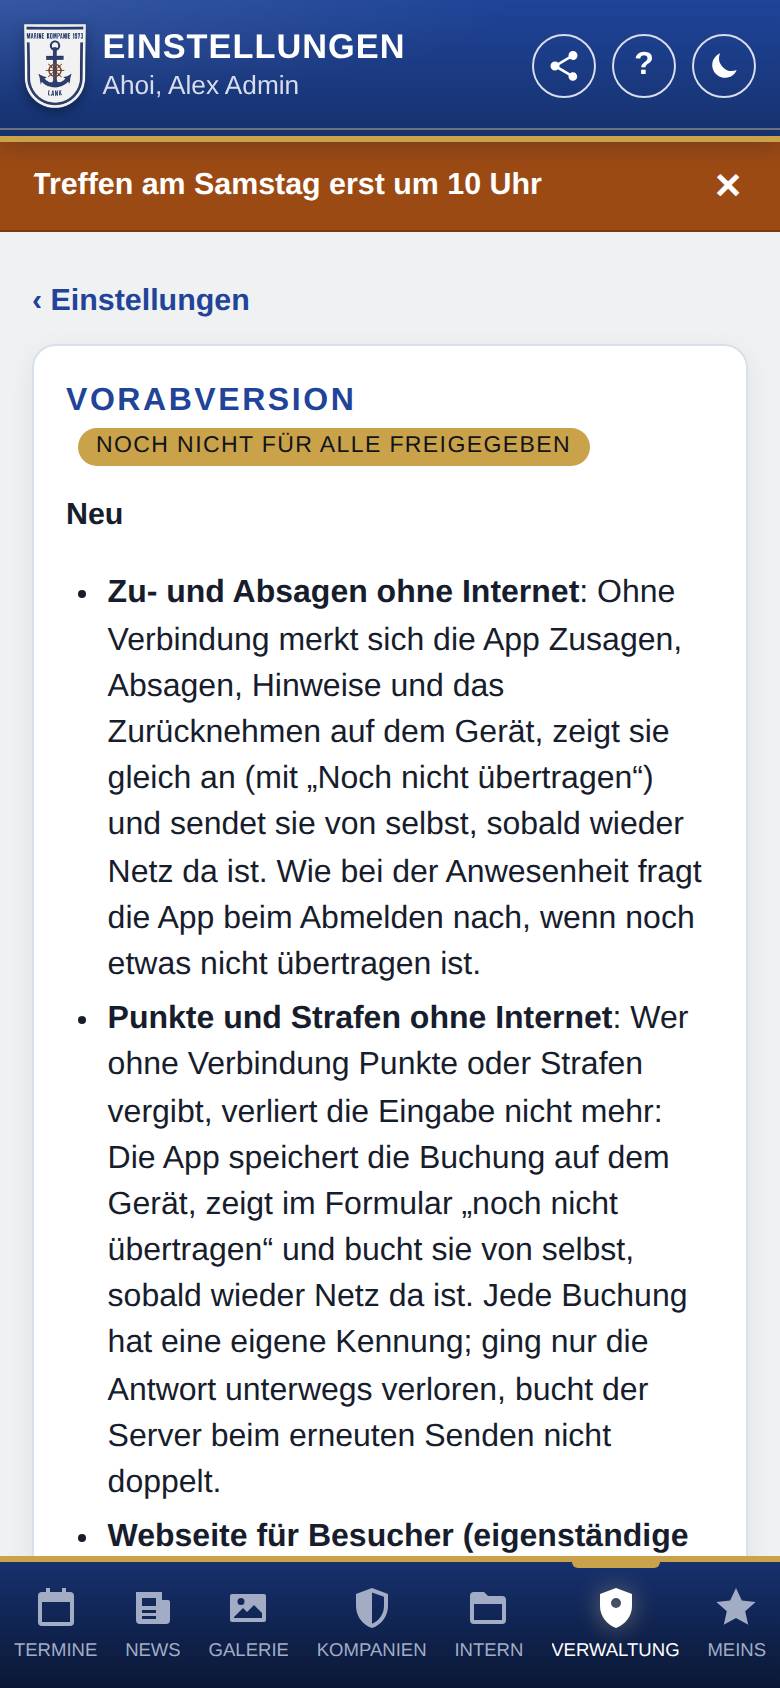 MARINE KOMPANIE 1973
LANK
EINSTELLUNGEN
Ahoi, Alex Admin
?
Treffen am Samstag erst um 10 Uhr
×
‹ Einstellungen
VORABVERSION
NOCH NICHT FÜR ALLE FREIGEGEBEN
Neu
• Zu- und Absagen ohne Internet: Ohne
Verbindung merkt sich die App Zusagen,
Absagen, Hinweise und das
Zurücknehmen auf dem Gerät, zeigt sie
gleich an (mit „Noch nicht übertragen“)
und sendet sie von selbst, sobald wieder
Netz da ist. Wie bei der Anwesenheit fragt
die App beim Abmelden nach, wenn noch
etwas nicht übertragen ist.
• Punkte und Strafen ohne Internet: Wer
ohne Verbindung Punkte oder Strafen
vergibt, verliert die Eingabe nicht mehr:
Die App speichert die Buchung auf dem
Gerät, zeigt im Formular „noch nicht
übertragen“ und bucht sie von selbst,
sobald wieder Netz da ist. Jede Buchung
hat eine eigene Kennung; ging nur die
Antwort unterwegs verloren, bucht der
Server beim erneuten Senden nicht
doppelt.
• Webseite für Besucher (eigenständige
TERMINE NEWS GALERIE KOMPANIEN INTERN VERWALTUNG MEINS